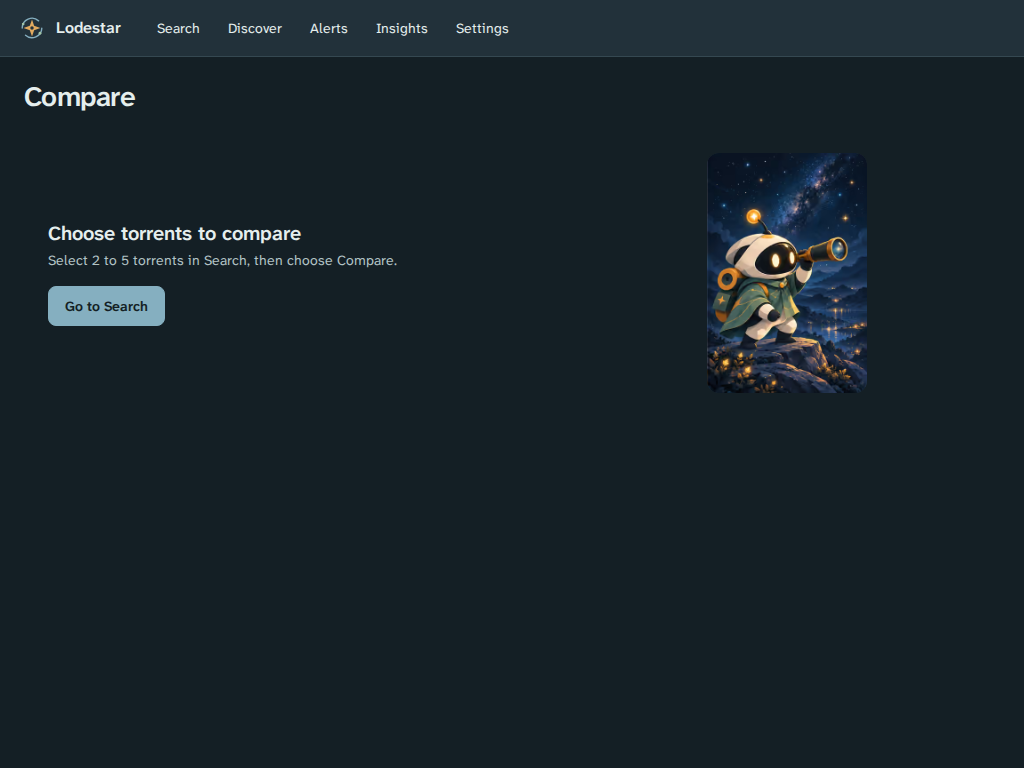 Lodestar
Search
Discover
Alerts
Insights
Settings
Compare
Choose torrents to compare
Select 2 to 5 torrents in Search, then choose Compare.
Go to Search